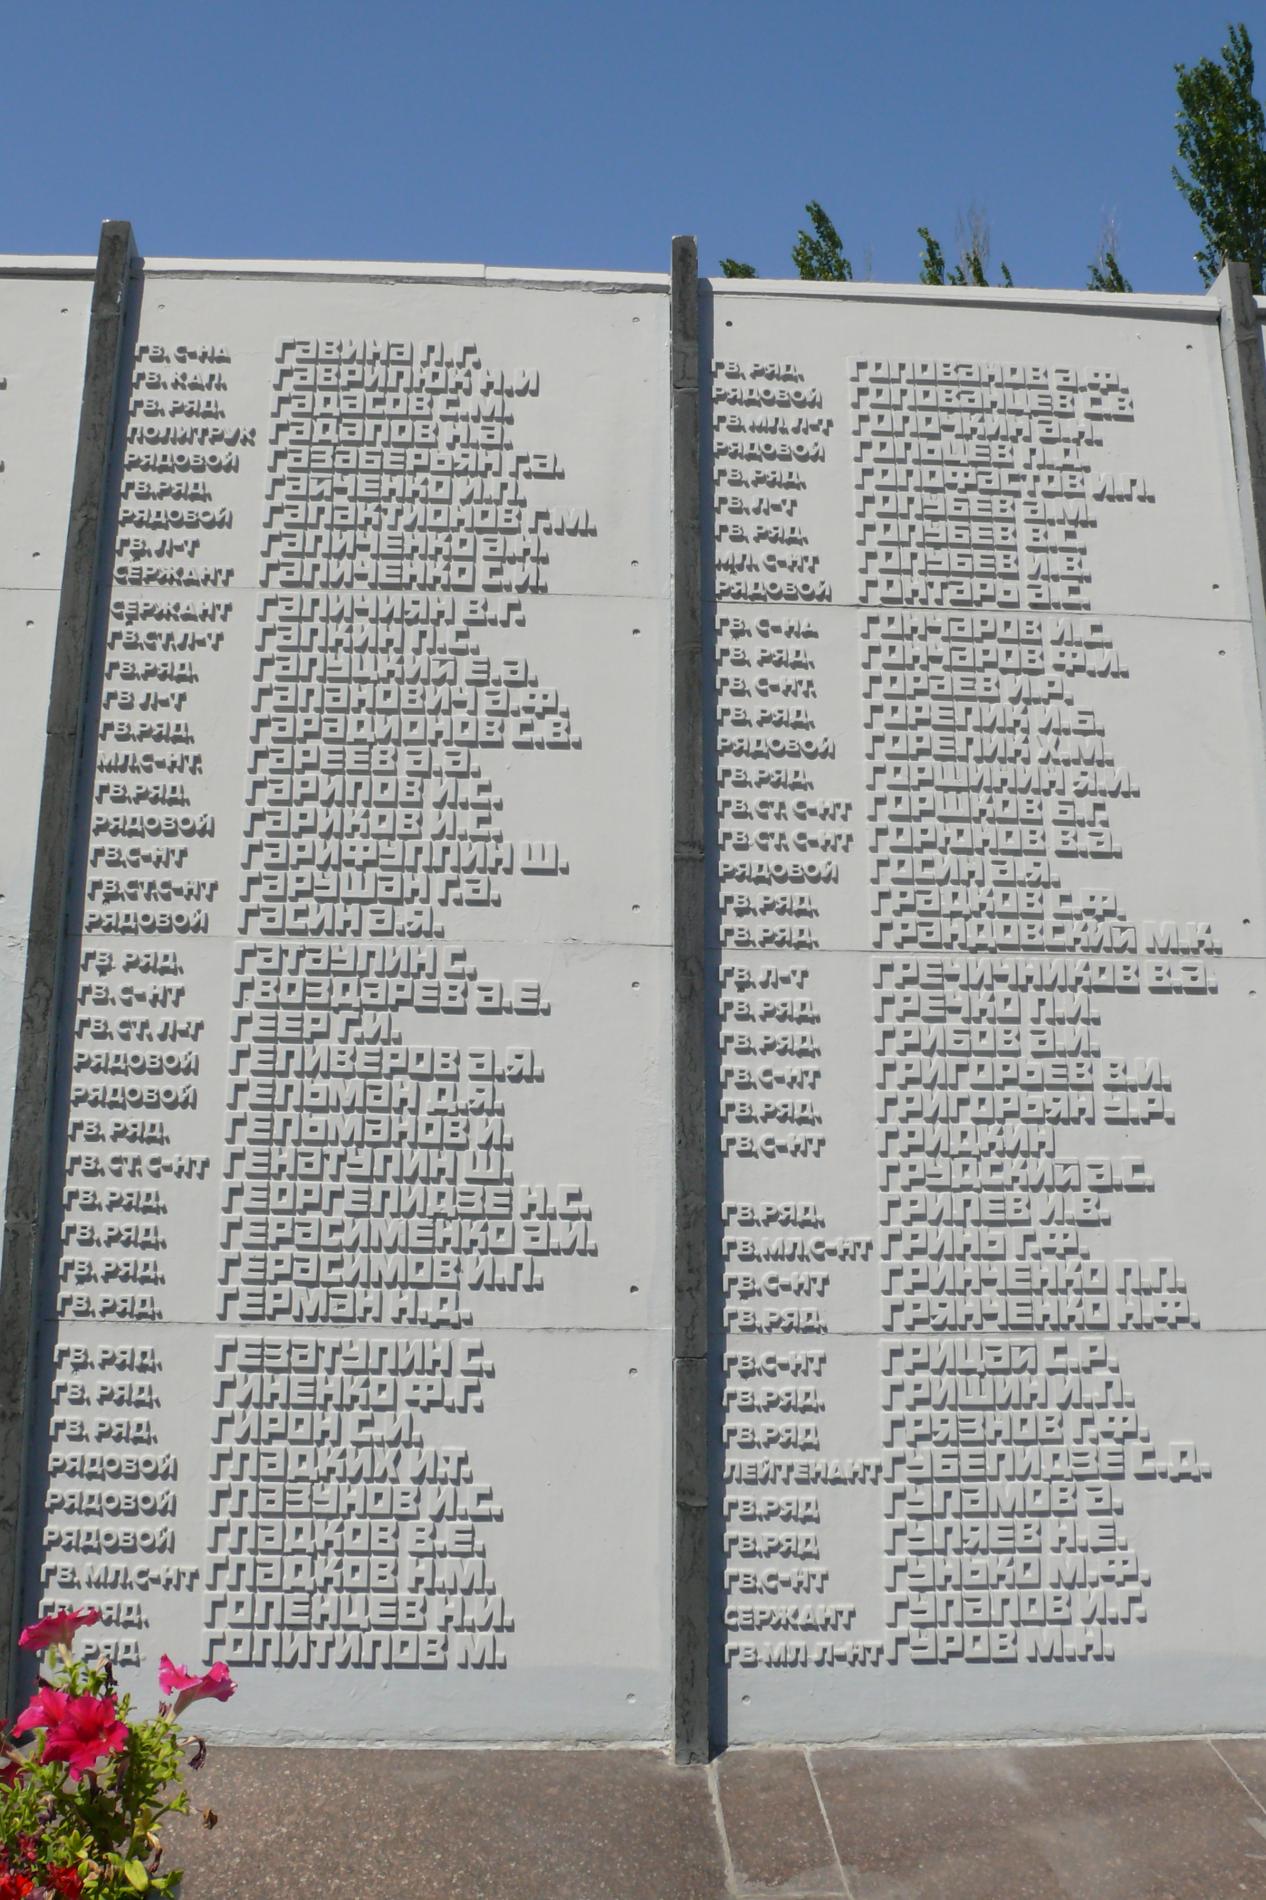 ГВ. С-НА ГАВИНА П.Г.
ГВ. КАП. ГАВРИЛЮК Н.И
ГВ. РЯД. ГАДАСОВ С.М.
ПОЛИТРУК ГАДАЛОВ Н.А.
РЯДОВОЙ ГАЗАБЕРЬЯН Г.А.
ГВ.РЯД. ГАЙЧЕНКО И.П.
РЯДОВОЙ ГАЛАКТИОНОВ Г.М.
ГВ. Л-Т ГАЛИЧЕНКО А.Н.
СЕРЖАНТ ГАЛИЧЕНКО С.И.
СЕРЖАНТ ГАЛИЧИЯН В.Г.
ГВ.СТ.Л-Т ГАЛКИН П.С.
ГВ.РЯД. ГАЛУЦКИЙ Е.А.
ГВ Л-Т ГАПАНОВИЧ А.Ф.
ГВ.РЯД. ГАРАДИОНОВ С.В.
МЛ.С-НТ. ГАРЕЕВ А.А.
ГВ.РЯД. ГАРИПОВ И.С.
РЯДОВОЙ ГАРИКОВ И.С.
ГВ.С-НТ ГАРИФУЛЛИН Ш.
ГВ.СТ.С-НТ ГАРУШАН Г.А.
РЯДОВОЙ ГАСИН А.Я.
ГВ. РЯД. ГАТАУЛИН С.
ГВ. С-НТ ГВОЗДАРЕВ А.Е.
ГВ. СТ. Л-Т ГЕЕР Г.И.
РЯДОВОЙ ГЕЛИВЕРОВ А.Я.
РЯДОВОЙ ГЕЛЬМАН Д.Я.
ГВ. РЯД. ГЕЛЬМАНОВ И.
ГВ. СТ. С-НТ ГЕНАТУЛИН Ш.
ГВ. РЯД. ГЕОРГЕЛИДЗЕ Н.С.
ГВ. РЯД. ГЕРАСИМЕНКО А.И.
ГВ. РЯД. ГЕРАСИМОВ И.П.
ГВ. РЯД. ГЕРМАН Н.Д.
ГВ. РЯД. ГЕЗАТУЛИН С.
ГВ. РЯД. ГИНЕНКО Ф.Г.
ГВ. РЯД. ГИРОН С.И.
РЯДОВОЙ ГЛАДКИХ И.Т.
РЯДОВОЙ ГЛАЗУНОВ И.С.
РЯДОВОЙ ГЛАДКОВ В.Е.
ГВ. МЛ.С-НТ ГЛАДКОВ Н.М.
РЯД. ГОЛЕНЦЕВ Н.И.
РЯД. ГОЛИТИЛОВ М.
ГВ. РЯД. ГОЛОВАНОВ А.Ф.
РЯДОВОЙ ГОЛОВАНЦЕВ С.В
ГВ.МЛ.Л-Т ГОЛОЧКИН А.Н.
РЯДОВОЙ ГОЛЬЦЕВ П.Д.
ГВ. РЯД. ГОЛОФАСТОВ И.П.
ГВ. Л-Т ГОЛУБЕВ А.М.
ГВ. РЯД. ГОЛУБЕВ В.С.
МЛ. С-НТ ГОЛУБЕВ И.В.
РЯДОВОЙ ГОНТАРЬ А.С.
ГВ. С-НА ГОНЧАРОВ И.С.
ГВ. РЯД. ГОНЧАРОВ Ф.И.
ГВ. С-НТ. ГОРАЕВ И.Р.
ГВ. РЯД. ГОРЕЛИК И.Б.
РЯДОВОЙ ГОРЕЛИК Х.М.
ГВ. РЯД. ГОРШИНИН Я.И.
ГВ.СТ.С-НТ ГОРШКОВ Б.Г.
ГВ.СТ.С-НТ ГОРЮНОВ В.А.
РЯДОВОЙ ГОСИН А.Я.
ГВ.РЯД. ГРАДКОВ С.Ф.
ГВ.РЯД. ГРАНДОВСКИЙ М.К.
ГВ.Л-Т ГРЕЧИЧНИКОВ В.А.
ГВ.РЯД. ГРЕЧКО П.И.
ГВ.РЯД. ГРИБОВ А.И.
ГВ.С-НТ ГРИГОРЬЕВ В.И.
ГВ.РЯД. ГРИГОРЬЯН У.Р.
ГВ.С-НТ ГРИДКИН
ГРУДСКИЙ А.С.
ГВ.РЯД. ГРИЛЕВ И.В.
ГВ.МЛ.С-НТ ГРИНЬ Г.Ф.
ГВ.С-НТ ГРИНЧЕНКО П.П.
ГВ.РЯД. ГРЯНЧЕНКО Н.Ф.
ГВ.С-НТ ГРИЦАЙ С.Р.
ГВ.РЯД. ГРИШИН И.Л.
ГВ.РЯД ГРЯЗНОВ Г.Ф.
ЛЕЙТЕНАНТ ГУБЕЛИДЗЕ С.Д.
ГВ.РЯД ГУЛАМОВ А.
ГВ.РЯД ГУЛЯЕВ Н.Е.
ГВ.С-НТ ГУНЬКО М.Ф.
СЕРЖАНТ ГУЛАЛОВ И.Г.
ГВ.МЛ Л-НТ ГУРОВ М.Н.